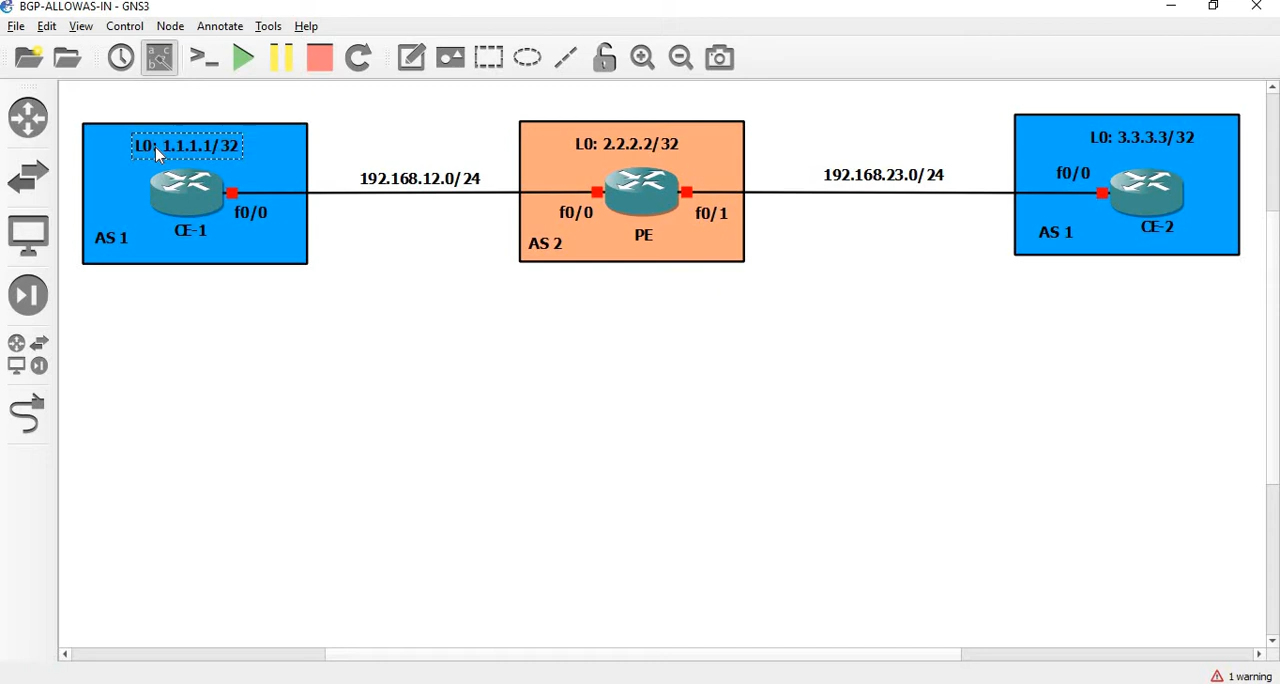 BGP-ALLOWAS-IN - GNS3
File Edit View Control Node Annotate Tools Help
L0: 1.1.1.1/32
f0/0
CE-1
AS 1
192.168.12.0/24
L0: 2.2.2.2/32
f0/0
f0/1
PE
AS 2
192.168.23.0/24
L0: 3.3.3.3/32
f0/0
CE-2
AS 1
1 warning